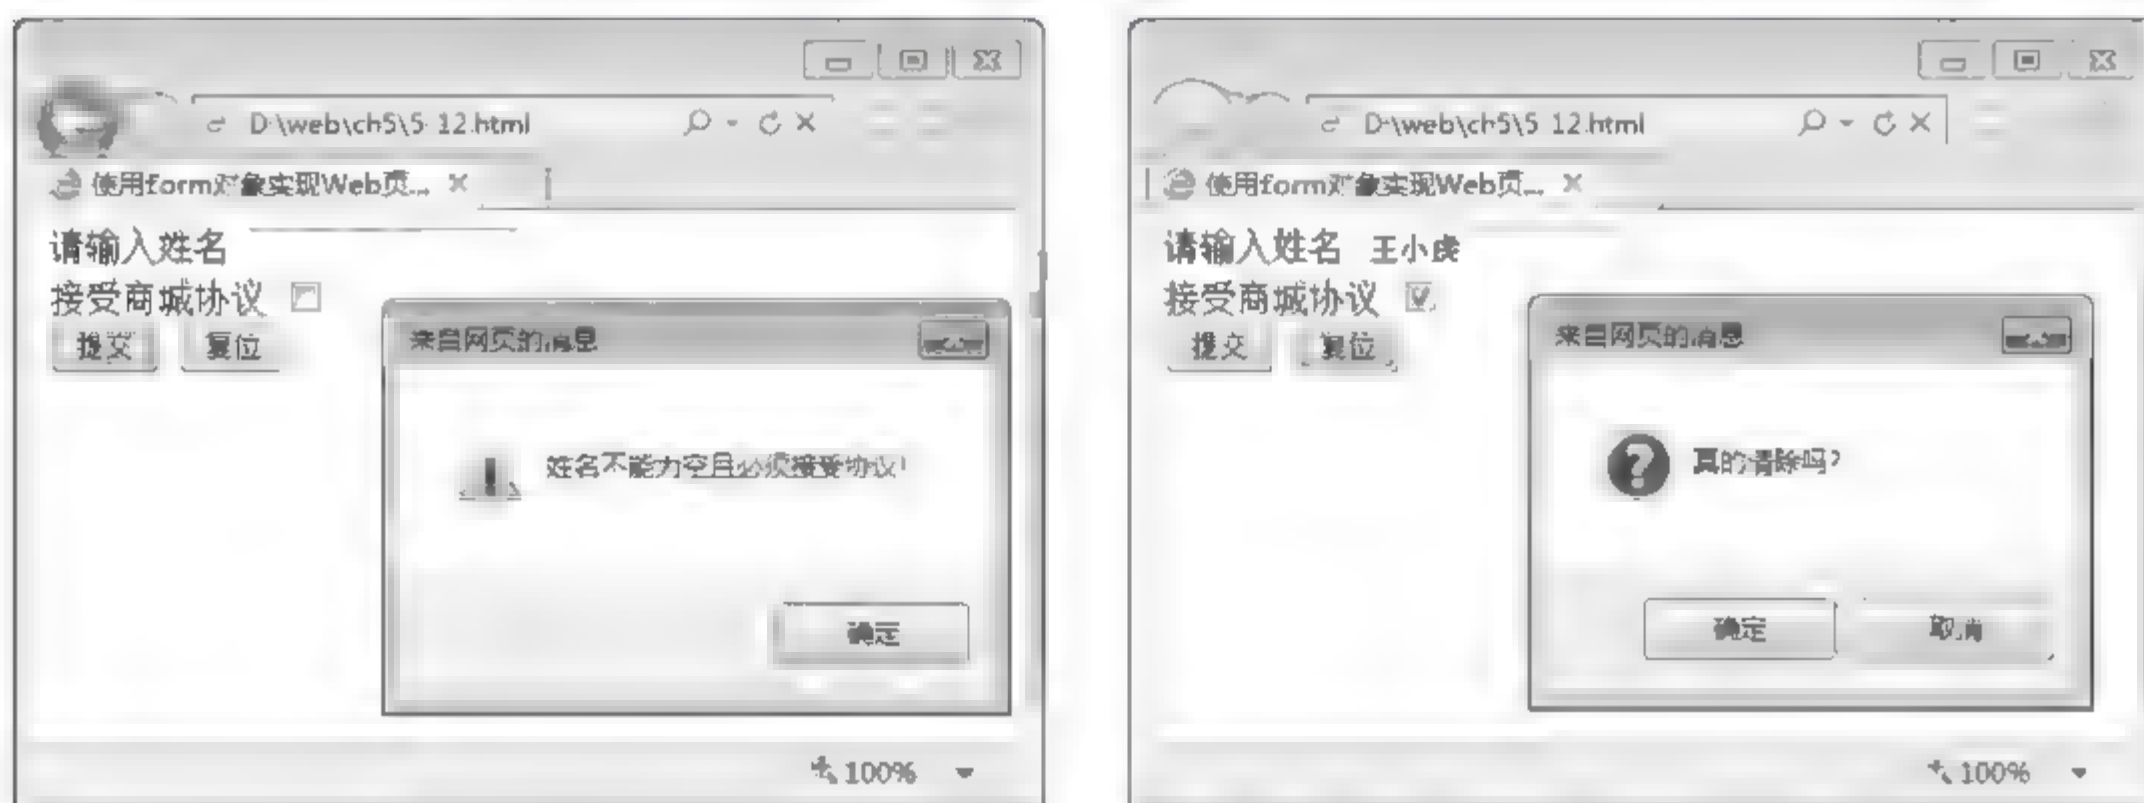 D:\web\ch5\5-12.html
使用form对象实现Web页...
请输入姓名
接受商城协议
提交 复位
来自网页的消息
姓名不能为空且必须接受协议!
确定
100%
D:\web\ch5\5-12.html
使用form对象实现Web页...
请输入姓名 王小虎
接受商城协议
提交 复位
来自网页的消息
真的清除吗?
确定 取消
100%